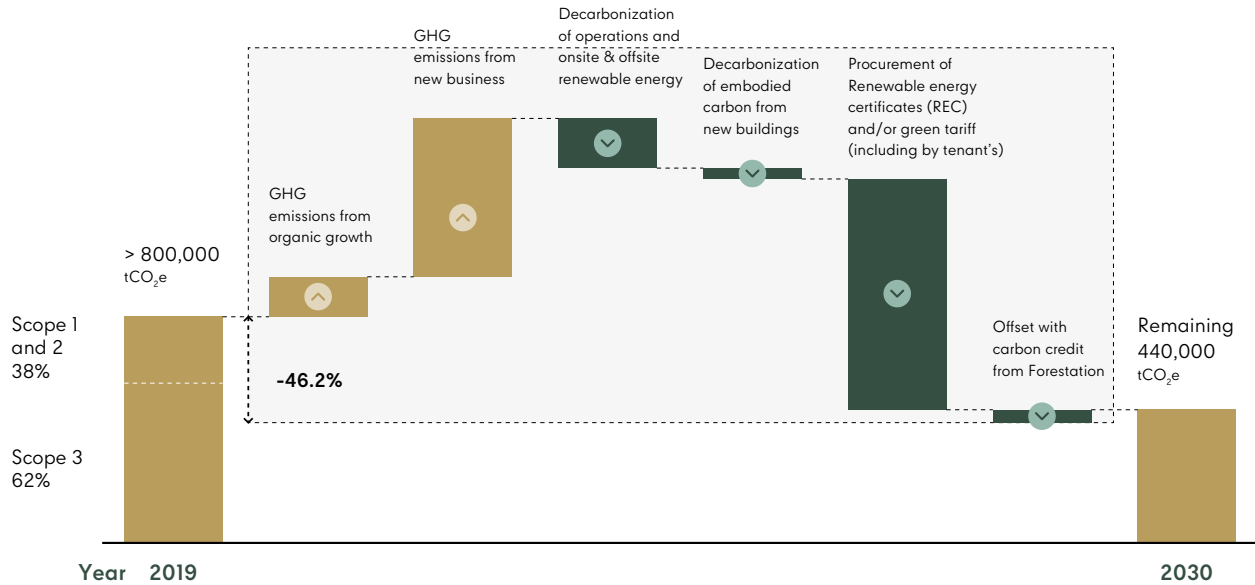 > 800,000
tCO₂e
Scope 1
and 2
38%
Scope 3
62%
GHG
emissions from
organic growth
-46.2%
GHG
emissions from
new business
Decarbonization
of operations and
onsite & offsite
renewable energy
Decarbonization
of embodied
carbon from
new buildings
Procurement of
Renewable energy
certificates (REC)
and/or green tariff
(including by tenant’s)
Offset with
carbon credit
from Forestation
Remaining
440,000
tCO₂e
Year 2019
2030